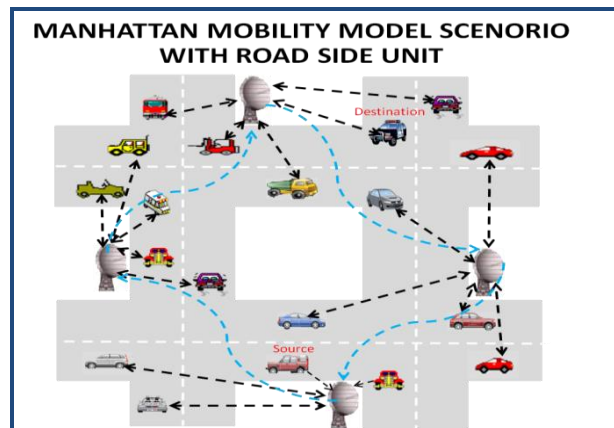 MANHATTAN MOBILITY MODEL SCENORIO
WITH ROAD SIDE UNIT
Destination
Source